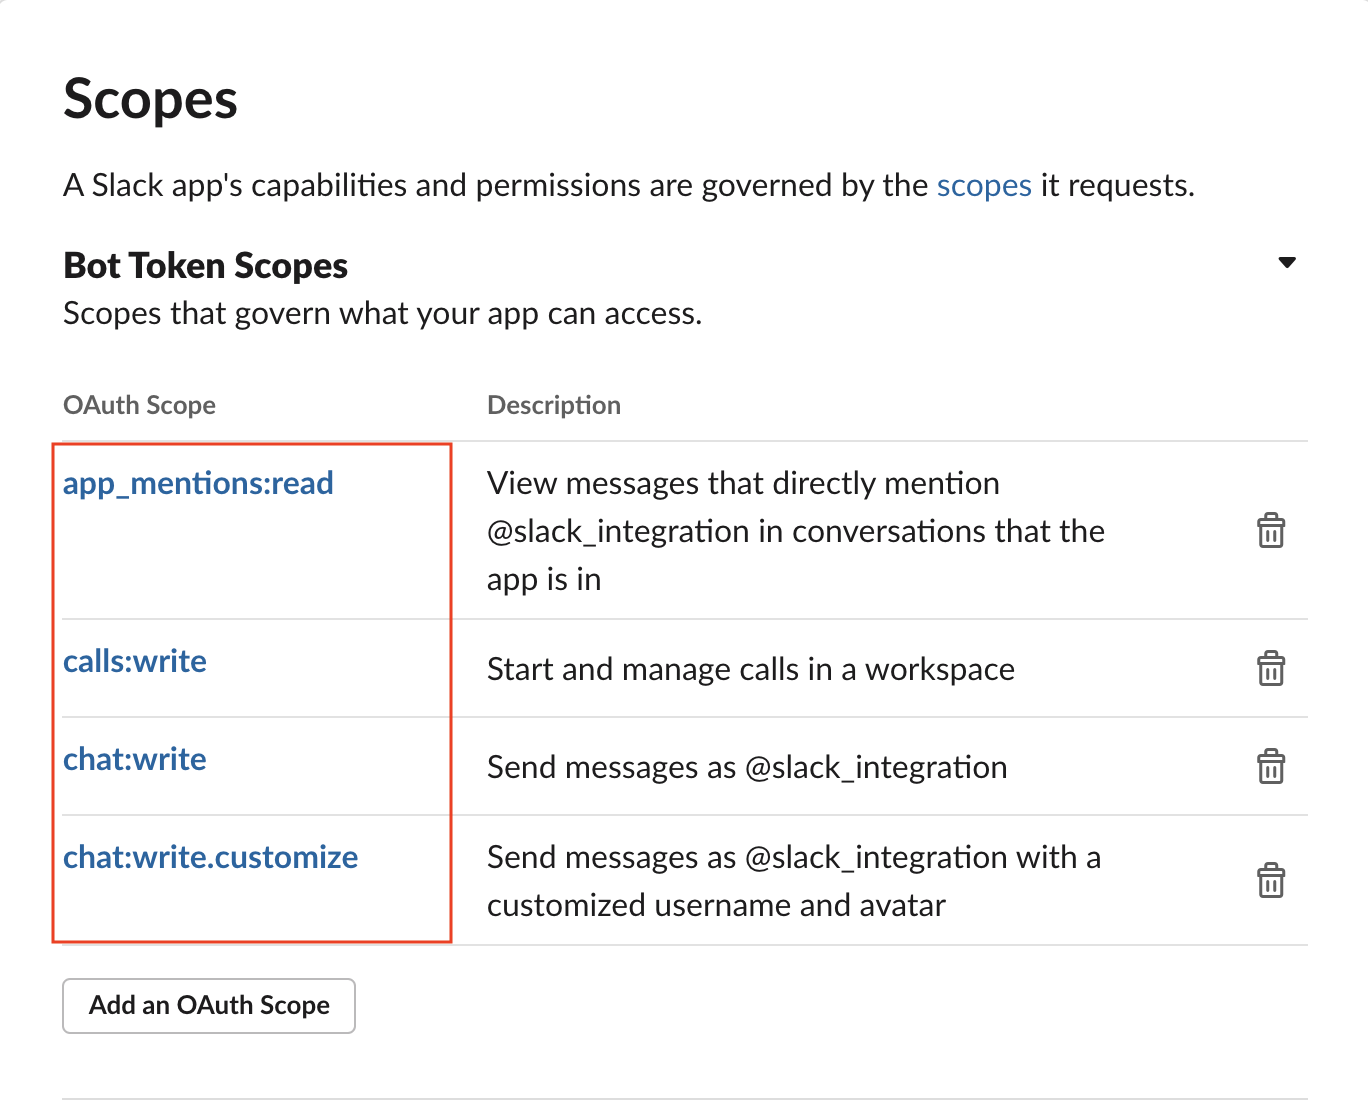 Scopes
A Slack app's capabilities and permissions are governed by the scopes it requests.
Bot Token Scopes
Scopes that govern what your app can access.
OAuth Scope Description
app_mentions:read View messages that directly mention
@slack_integration in conversations that the
app is in
calls:write Start and manage calls in a workspace
chat:write Send messages as @slack_integration
chat:write.customize Send messages as @slack_integration with a
customized username and avatar
Add an OAuth Scope